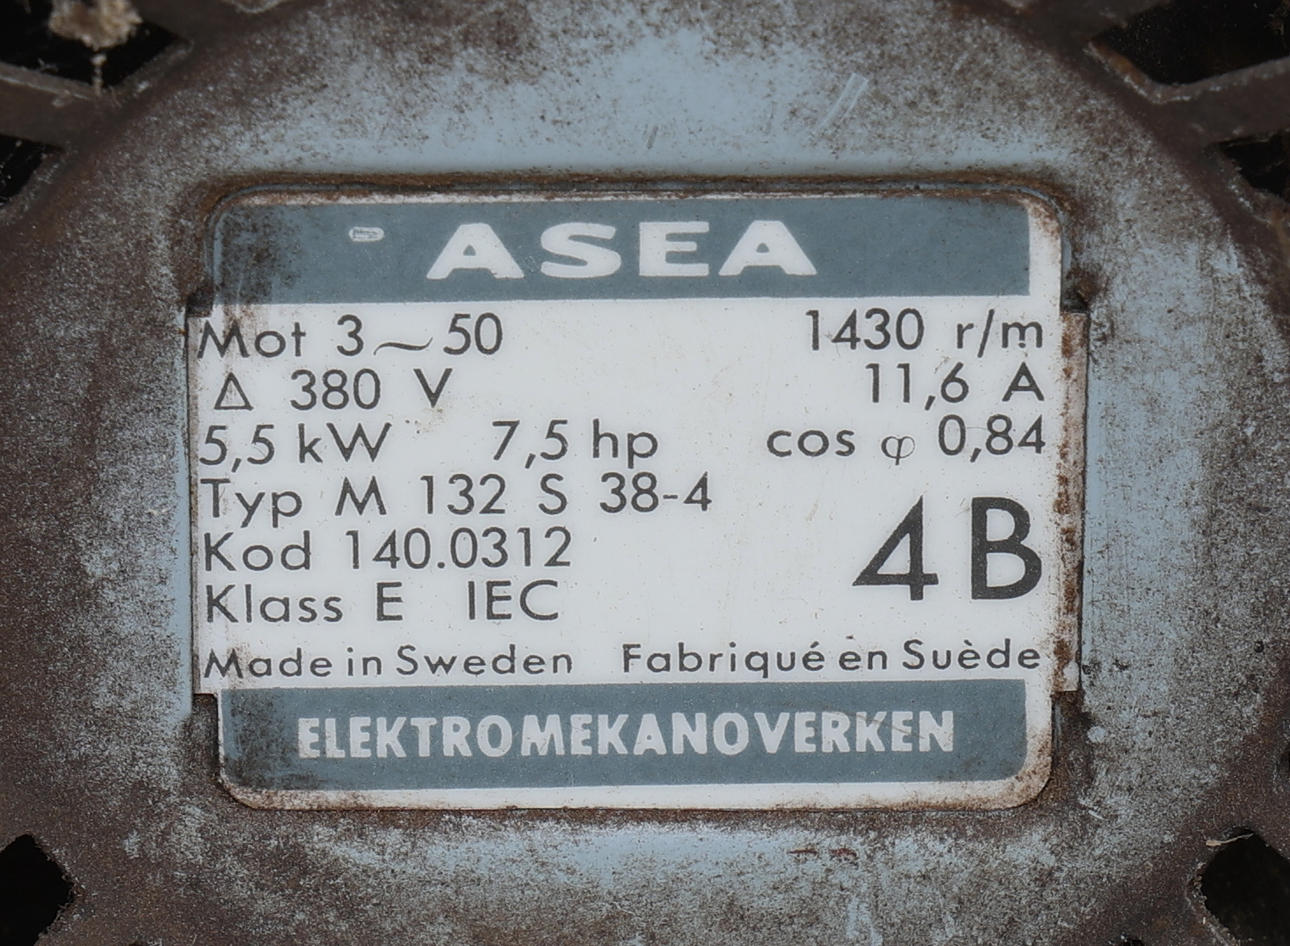 ASEA
Mot 3~50 1430 r/m
Δ 380 V 11,6 A
5,5 kW 7,5 hp cos φ 0,84
Typ M 132 S 38-4
Kod 140.0312
4B
Klass E IEC
Made in Sweden Fabriqué en Suède
ELEKTROMEKANOVERKEN